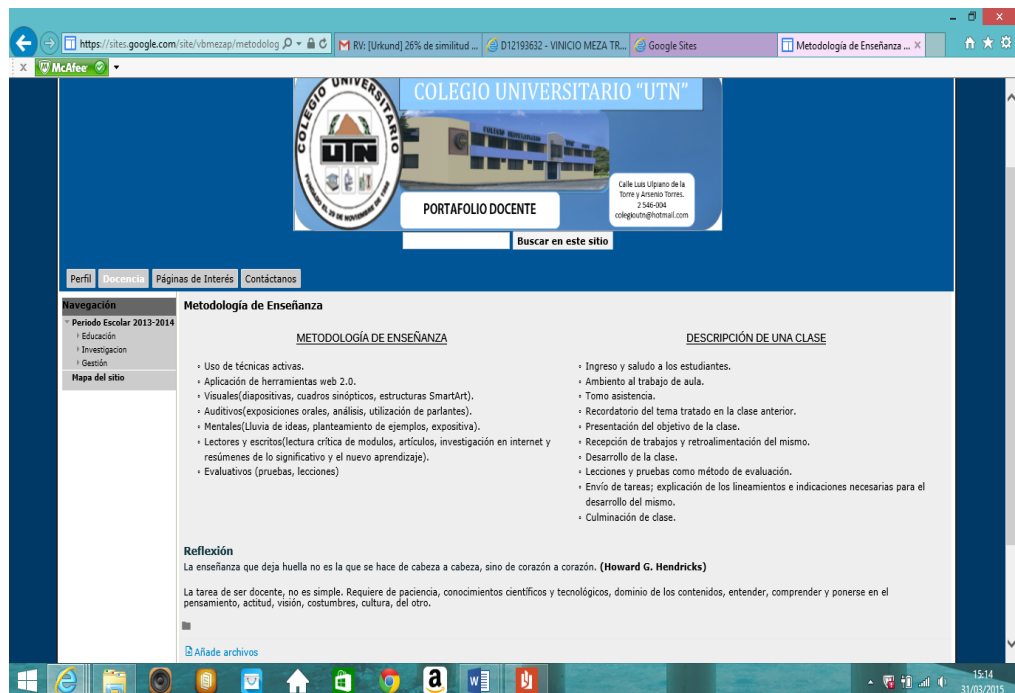 https://sites.google.com/site/vbmezap/metodolog
RV: [Urkund] 26% de similitud ...
D12193632 - VINICIO MEZA TR...
Google Sites
Metodología de Enseñanza ...
x McAfee
COLEGIO UNIVERSITARIO
UTN
FUNDADO EL 29 DE NOVIEMBRE DE
COLEGIO UNIVERSITARIO "UTN"
PORTAFOLIO DOCENTE
Calle Luis Ulpiano de la
Torre y Arsenio Torres.
2 546-004
colegioutn@hotmail.com
Buscar en este sitio
Perfil Docencia Páginas de Interés Contáctanos
Navegación
Periodo Escolar 2013-2014
Educación
Investigacion
Gestión
Mapa del sitio
Metodología de Enseñanza
METODOLOGÍA DE ENSEÑANZA
Uso de técnicas activas.
Aplicación de herramientas web 2.0.
Visuales(diapositivas, cuadros sinópticos, estructuras SmartArt).
Auditivos(exposiciones orales, análisis, utilización de parlantes).
Mentales(Lluvia de ideas, planteamiento de ejemplos, expositiva).
Lectores y escritos(lectura crítica de modulos, artículos, investigación en internet y
resúmenes de lo significativo y el nuevo aprendizaje).
Evaluativos (pruebas, lecciones)
DESCRIPCIÓN DE UNA CLASE
Ingreso y saludo a los estudiantes.
Ambiento al trabajo de aula.
Tomo asistencia.
Recordatorio del tema tratado en la clase anterior.
Presentación del objetivo de la clase.
Recepción de trabajos y retroalimentación del mismo.
Desarrollo de la clase.
Lecciones y pruebas como método de evaluación.
Envío de tareas; explicación de los lineamientos e indicaciones necesarias para el
desarrollo del mismo.
Culminación de clase.
Reflexión
La enseñanza que deja huella no es la que se hace de cabeza a cabeza, sino de corazón a corazón. (Howard G. Hendricks)
La tarea de ser docente, no es simple. Requiere de paciencia, conocimientos científicos y tecnológicos, dominio de los contenidos, entender, comprender y ponerse en el
pensamiento, actitud, visión, costumbres, cultura, del otro.
Añade archivos
15:14
31/03/2015